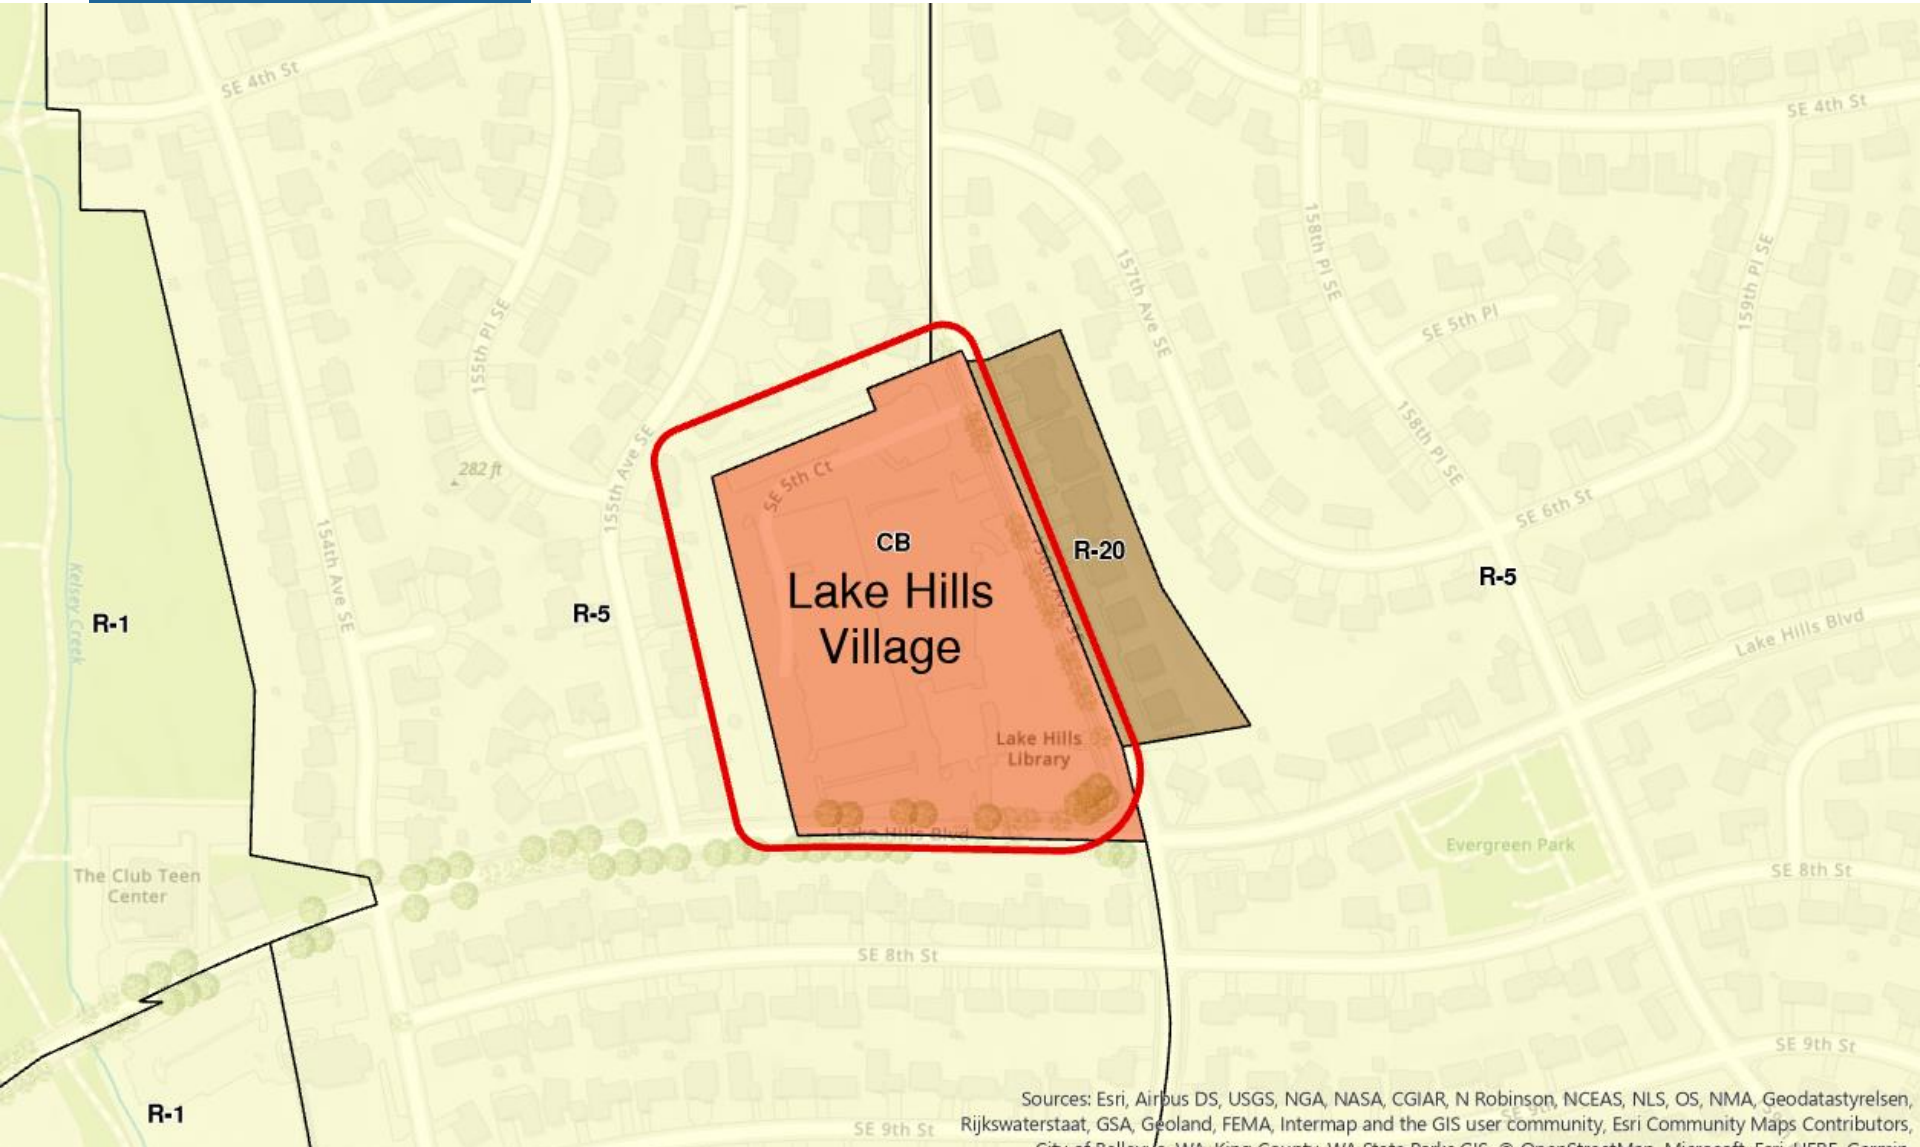 SE 4th St
SE 4th St
158th Pl SE
157th Ave SE
159th Pl SE
155th Pl SE
SE 5th Pl
158th Pl SE
155th Ave SE
282 ft
SE 5th Ct
SE 6th St
154th Ave SE
CB
R-20
R-5
Lake Hills
Village
Kelsey Creek
R-1
R-5
Lake Hills Blvd
Lake Hills
Library
Lake Hills Blvd
Evergreen Park
The Club Teen
Center
SE 8th St
SE 8th St
SE 9th St
R-1
SE 9th St
Sources: Esri, Airbus DS, USGS, NGA, NASA, CGIAR, N Robinson, NCEAS, NLS, OS, NMA, Geodatastyrelsen,
Rijkswaterstaat, GSA, Geoland, FEMA, Intermap and the GIS user community, Esri Community Maps Contributors,